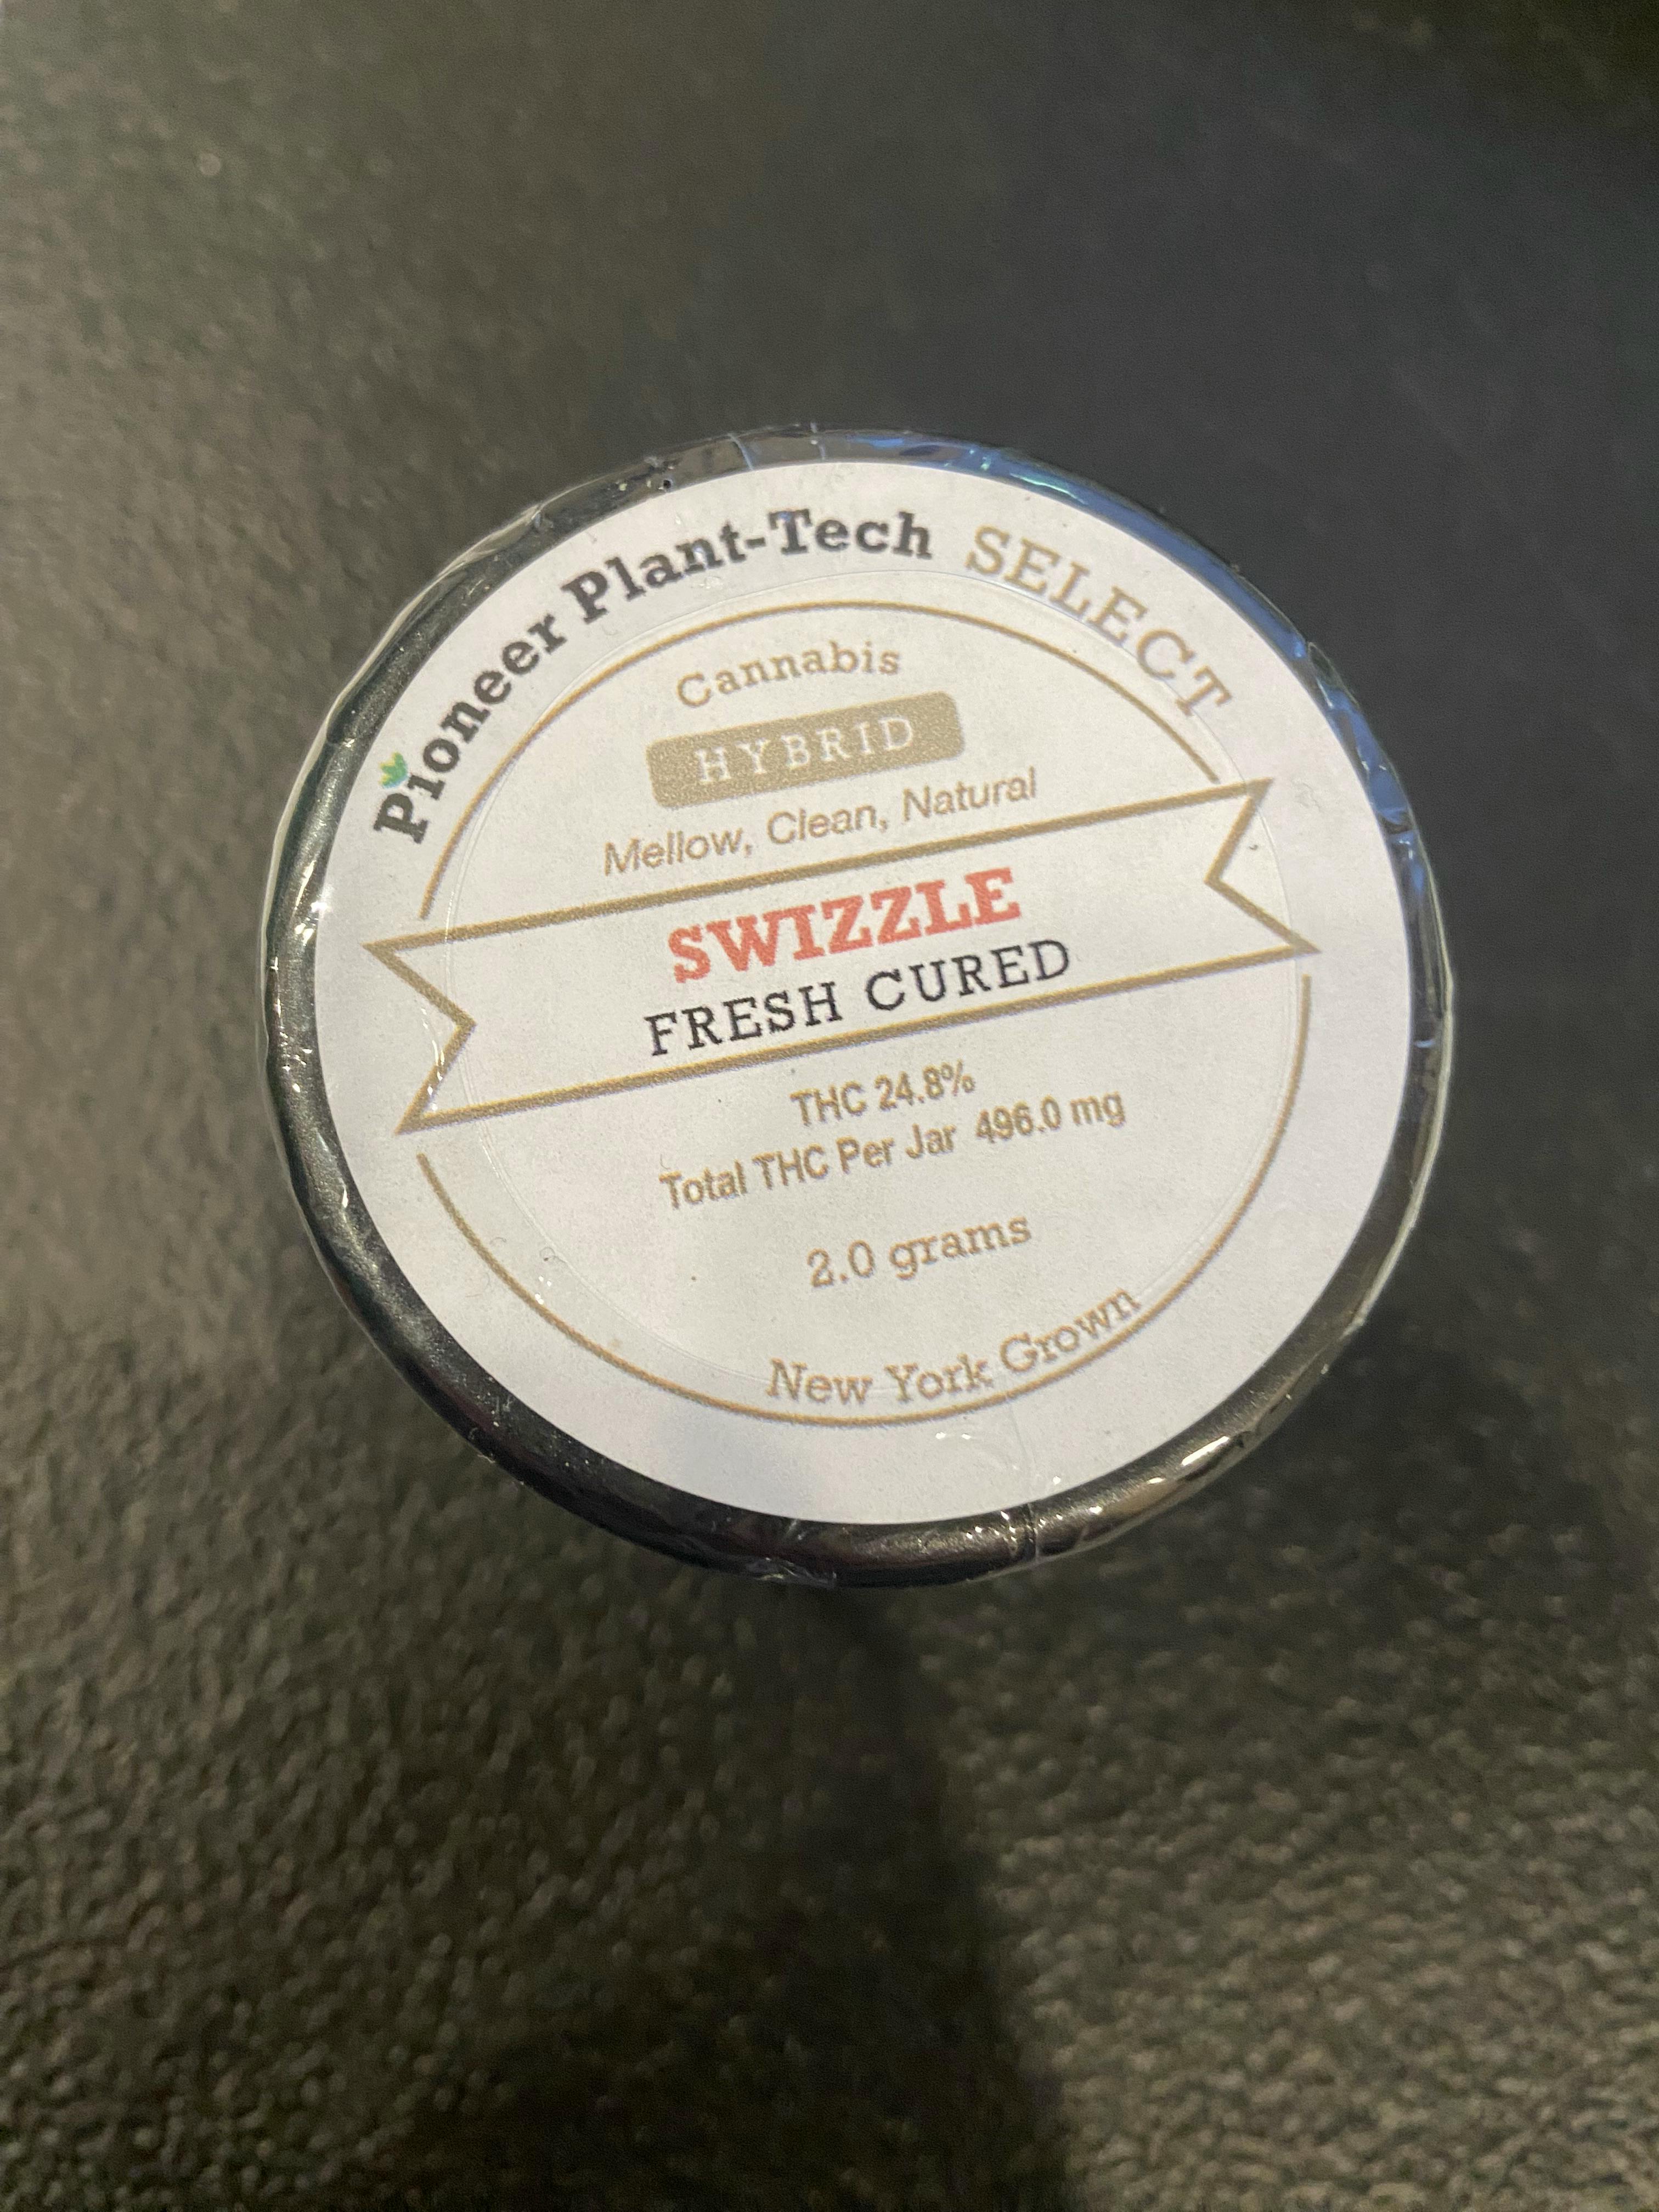 Pioneer Plant-Tech SELECT
Cannabis
HYBRID
Mellow, Clean, Natural
SWIZZLE
FRESH CURED
THC 24.8%
Total THC Per Jar 496.0 mg
2.0 grams
New York Grown